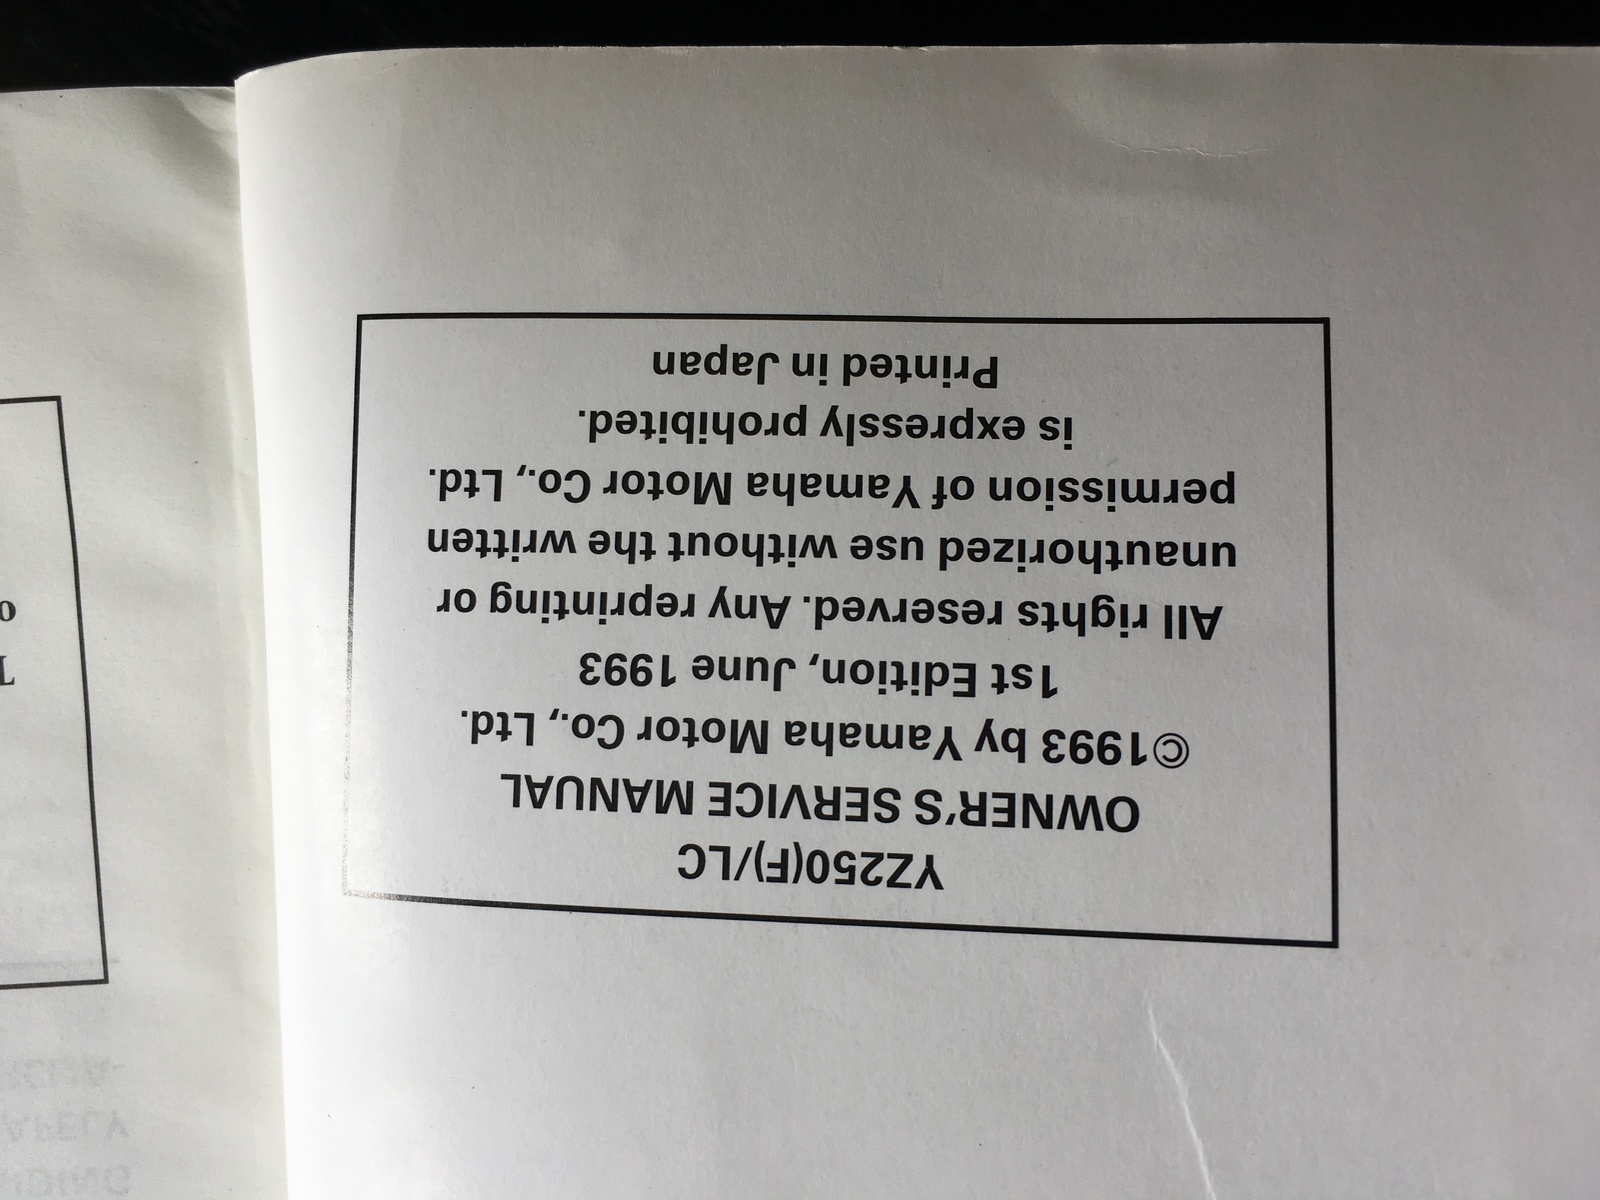 YZ250(F)/LC
OWNER'S SERVICE MANUAL
©1993 by Yamaha Motor Co., Ltd.
1st Edition, June 1993
All rights reserved. Any reprinting or
unauthorized use without the written
permission of Yamaha Motor Co., Ltd.
is expressly prohibited.
Printed in Japan